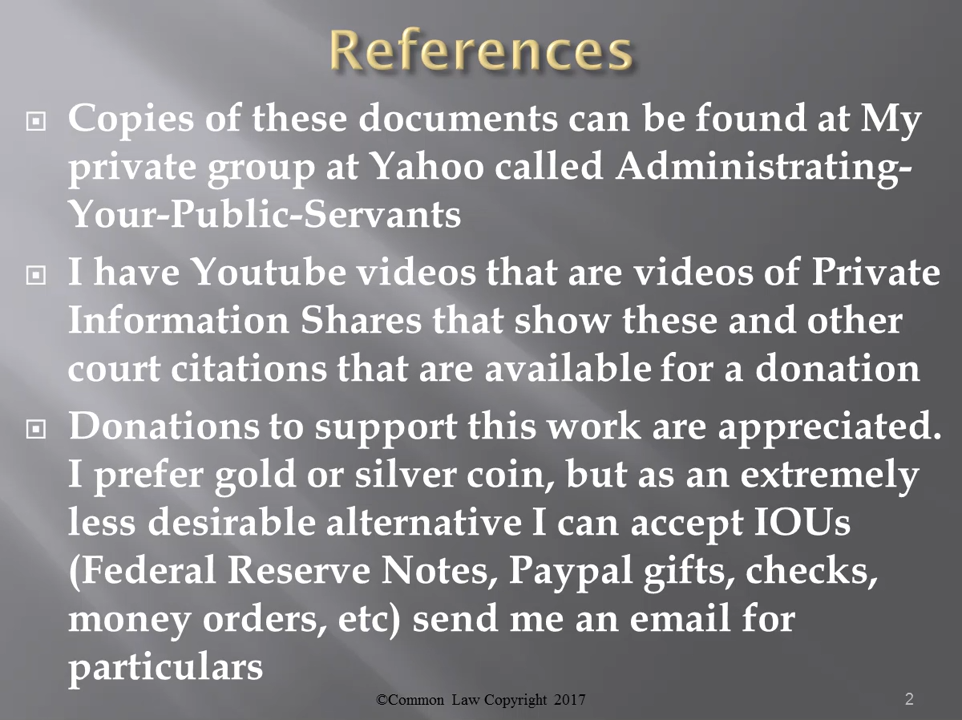 References
Copies of these documents can be found at My
private group at Yahoo called Administrating-
Your-Public-Servants
I have Youtube videos that are videos of Private
Information Shares that show these and other
court citations that are available for a donation
Donations to support this work are appreciated.
I prefer gold or silver coin, but as an extremely
less desirable alternative I can accept IOUs
(Federal Reserve Notes, Paypal gifts, checks,
money orders, etc) send me an email for
particulars
©Common Law Copyright 2017
2